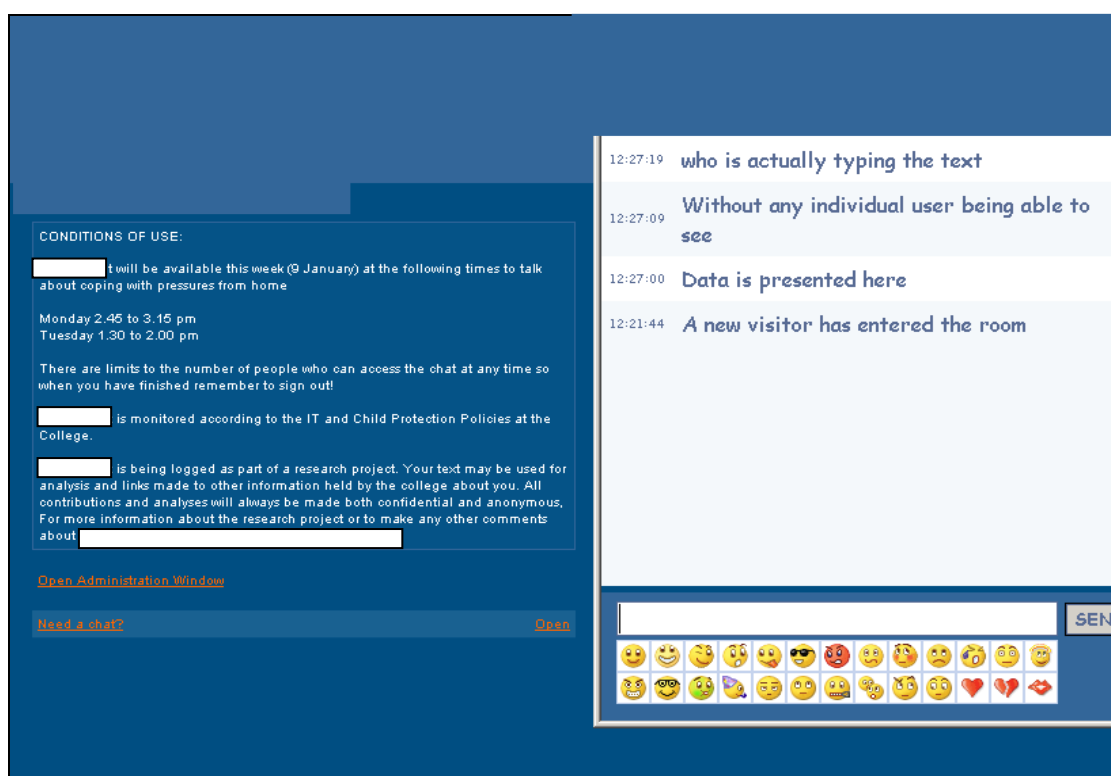 CONDITIONS OF USE:
t will be available this week (9 January) at the following times to talk
about coping with pressures from home
Monday 2.45 to 3.15 pm
Tuesday 1.30 to 2.00 pm
There are limits to the number of people who can access the chat at any time so
when you have finished remember to sign out!
is monitored according to the IT and Child Protection Policies at the
College.
is being logged as part of a research project. Your text may be used for
analysis and links made to other information held by the college about you. All
contributions and analyses will always be made both confidential and anonymous,
For more information about the research project or to make any other comments
about
Open Administration Window
Need a chat? Open
12:27:19 who is actually typing the text
12:27:09 Without any individual user being able to
see
12:27:00 Data is presented here
12:21:44 A new visitor has entered the room
SEN